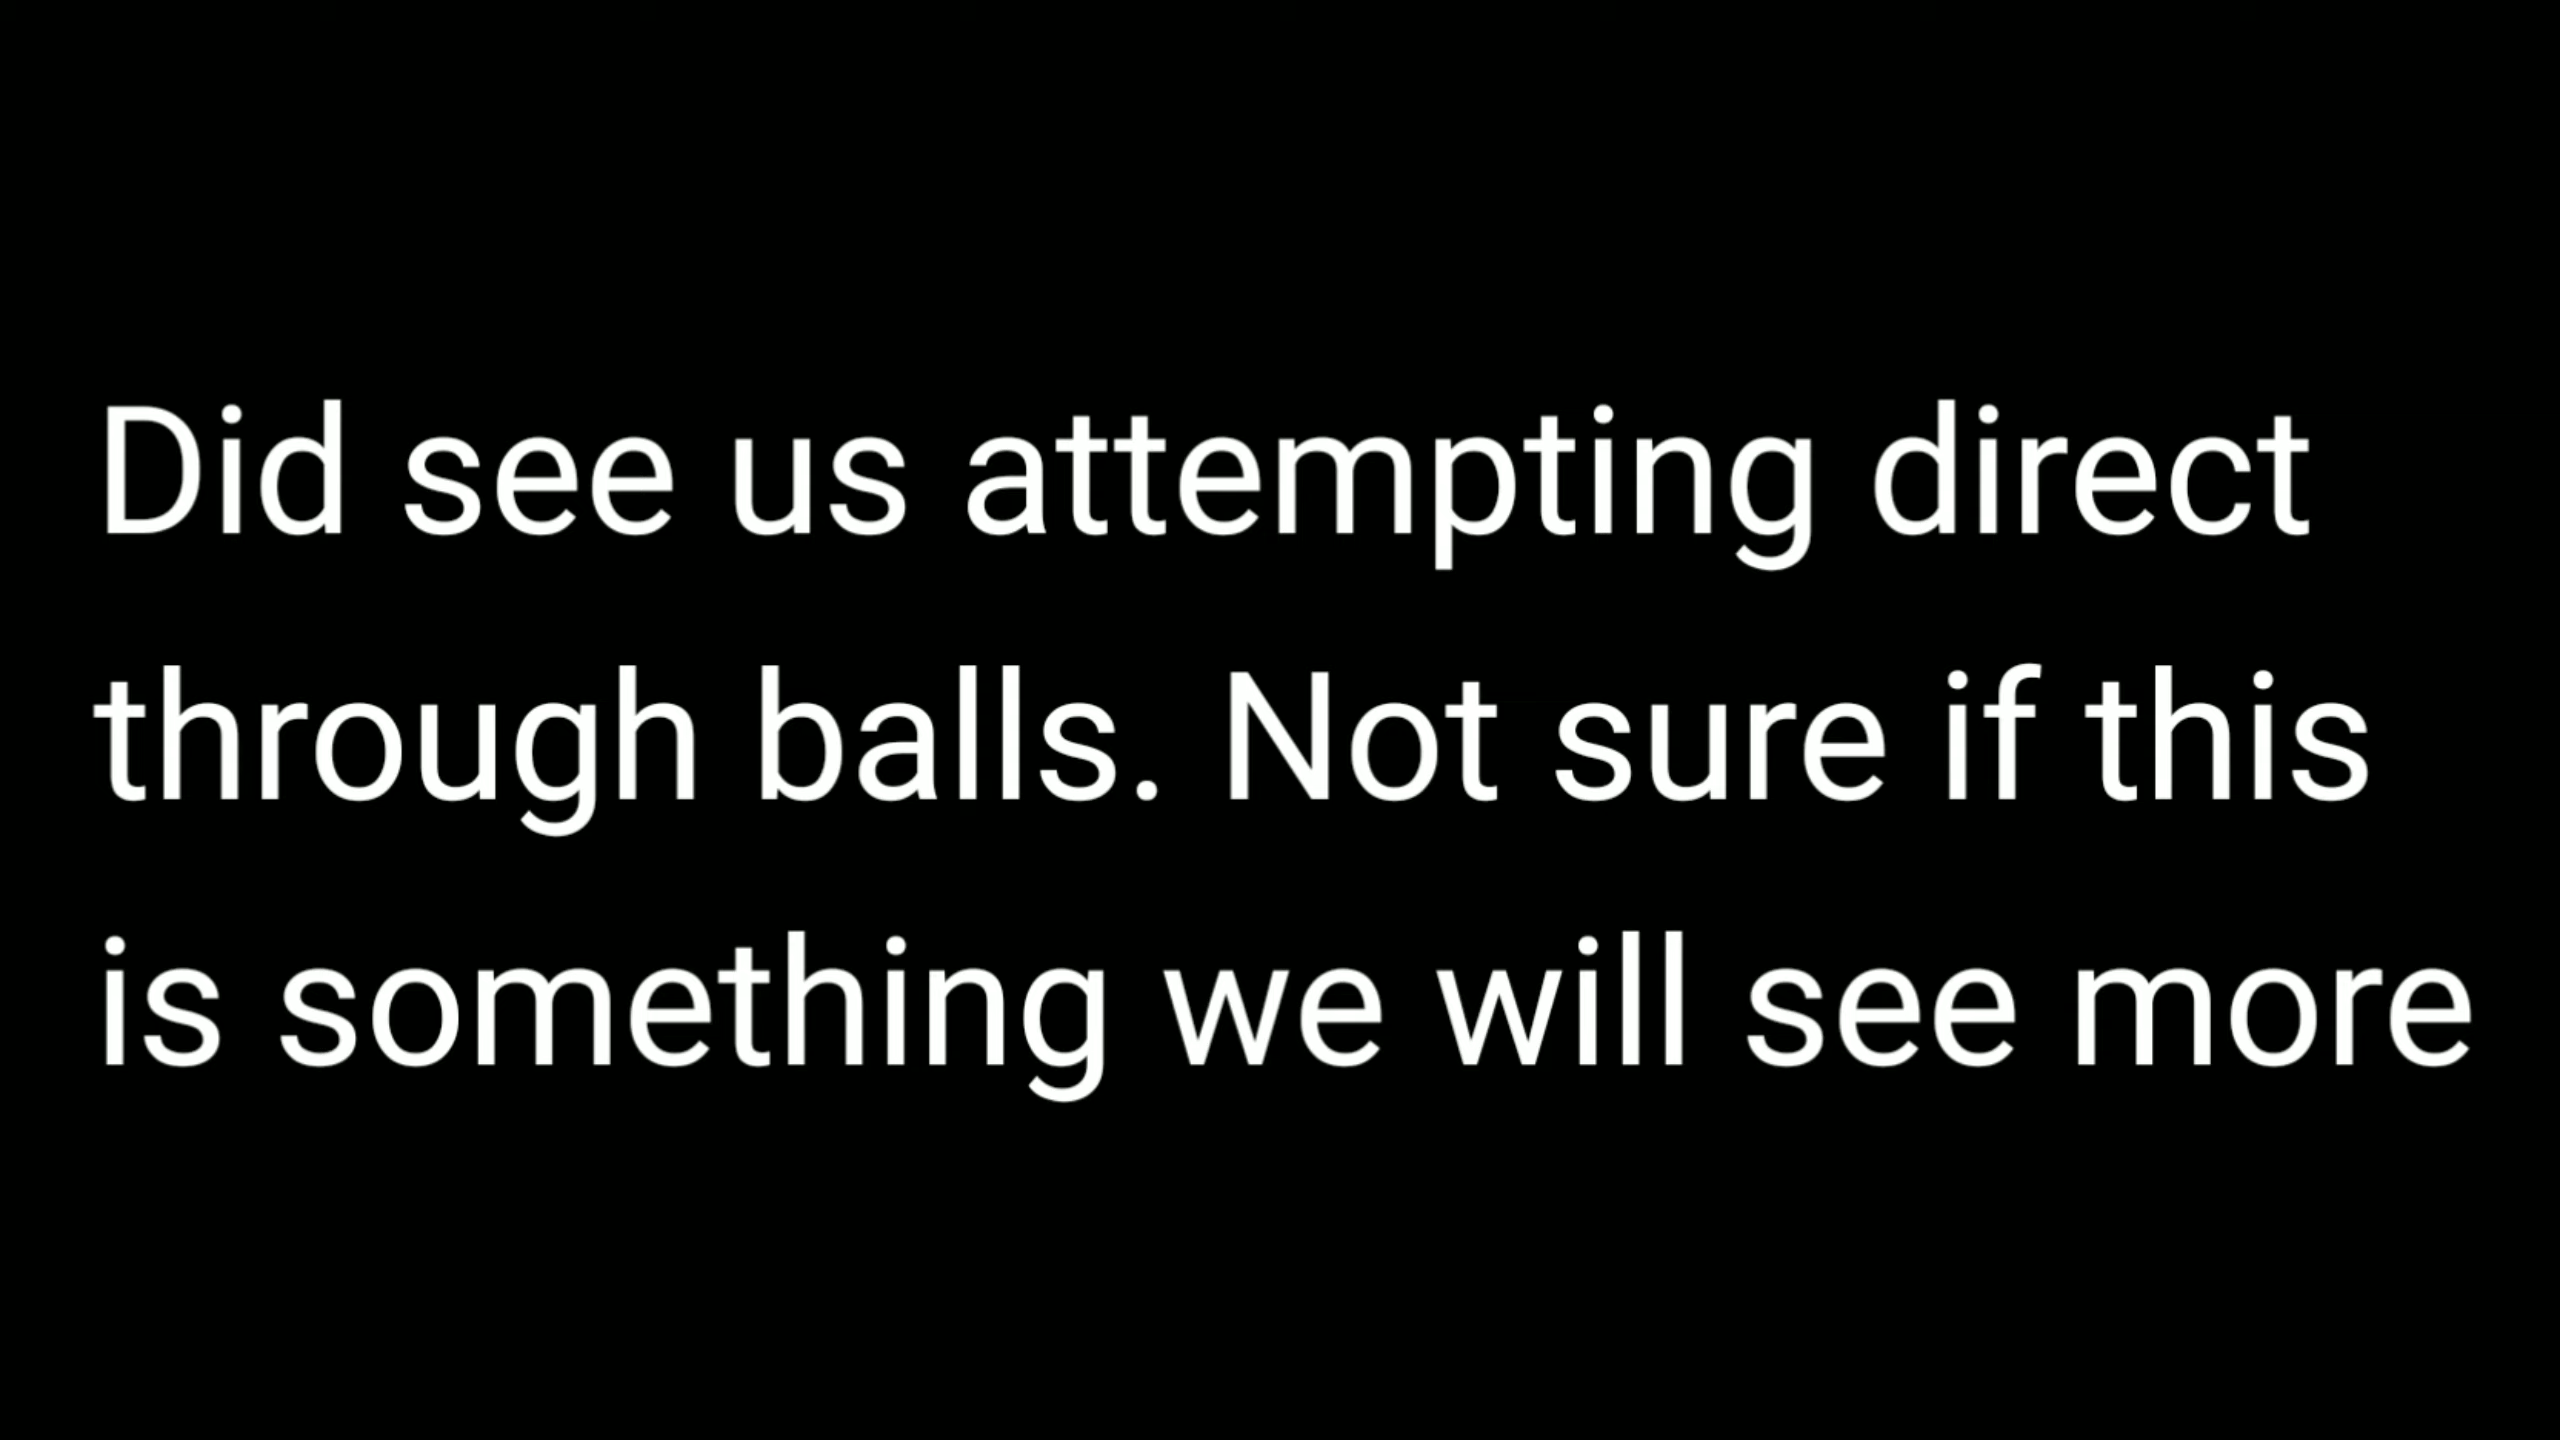 Did see us attempting direct
through balls. Not sure if this
is something we will see more